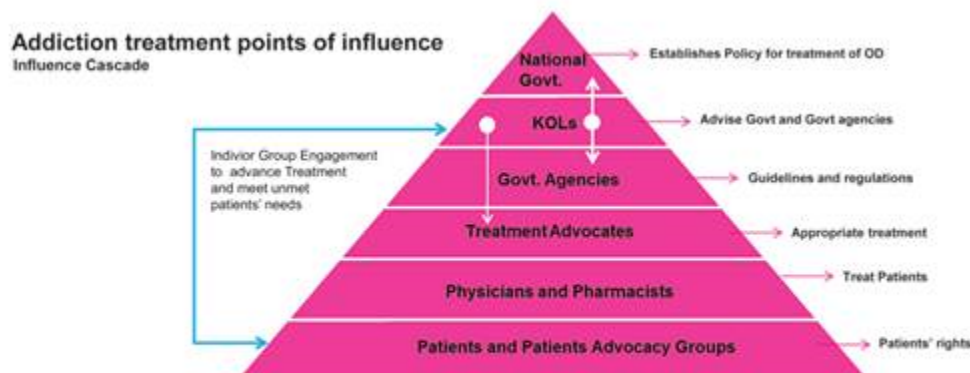 Addiction treatment points of influence
Influence Cascade
National
Govt.
Establishes Policy for treatment of OD
KOLs
Advise Govt and Govt agencies
Indivior Group Engagement
to advance Treatment
and meet unmet
patients' needs
Govt. Agencies
Guidelines and regulations
Treatment Advocates
Appropriate treatment
Treat Patients
Physicians and Pharmacists
Patients and Patients Advocacy Groups
Patients' rights